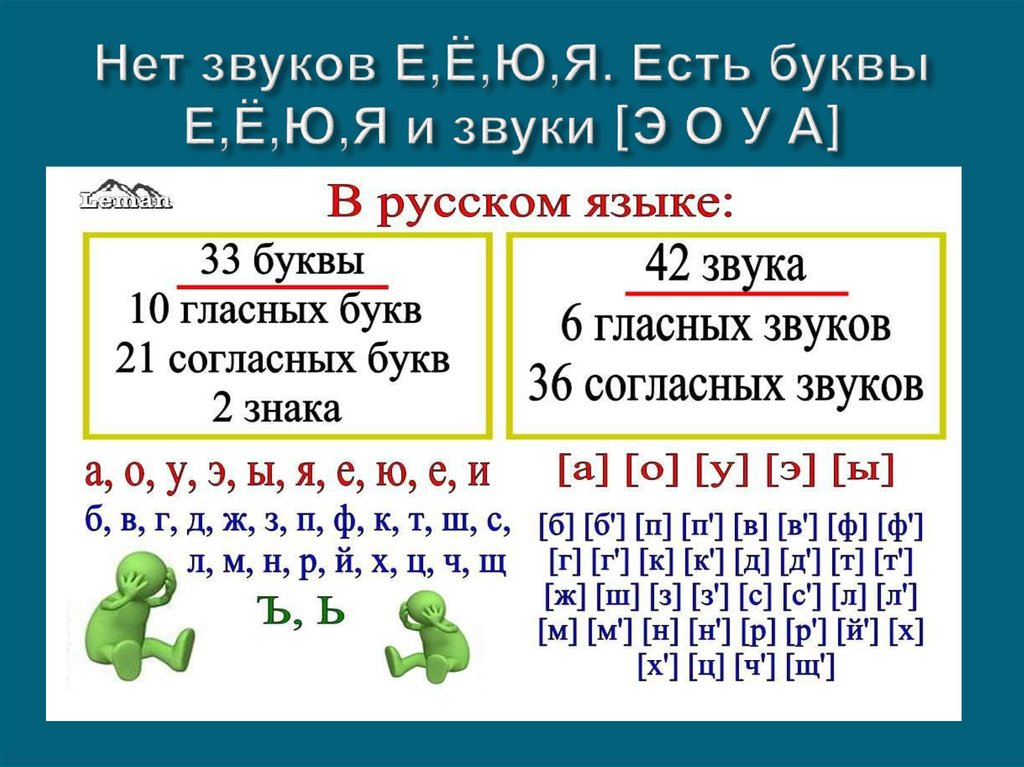 Нет звуков Е,Ё,Ю,Я. Есть буквы
Е,Ё,Ю,Я и звуки [Э О У А]
Leman
В русском языке:
33 буквы
10 гласных букв
21 согласных букв
2 знака
42 звука
6 гласных звуков
36 согласных звуков
а, о, у, э, ы, я, е, ю, е, и
б, в, г, д, ж, з, п, ф, к, т, ш, с,
л, м, н, р, й, х, ц, ч, щ
Ъ, Ь
[а] [о] [у] [э] [ы]
[б] [б'] [п] [п'] [в] [в'] [ф] [ф']
[г] [г'] [к] [к'] [д] [д'] [т] [т']
[ж] [ш] [з] [з'] [с] [с'] [л] [л']
[м] [м'] [н] [н'] [р] [р'] [й'] [х]
[х'] [ц] [ч'] [щ']